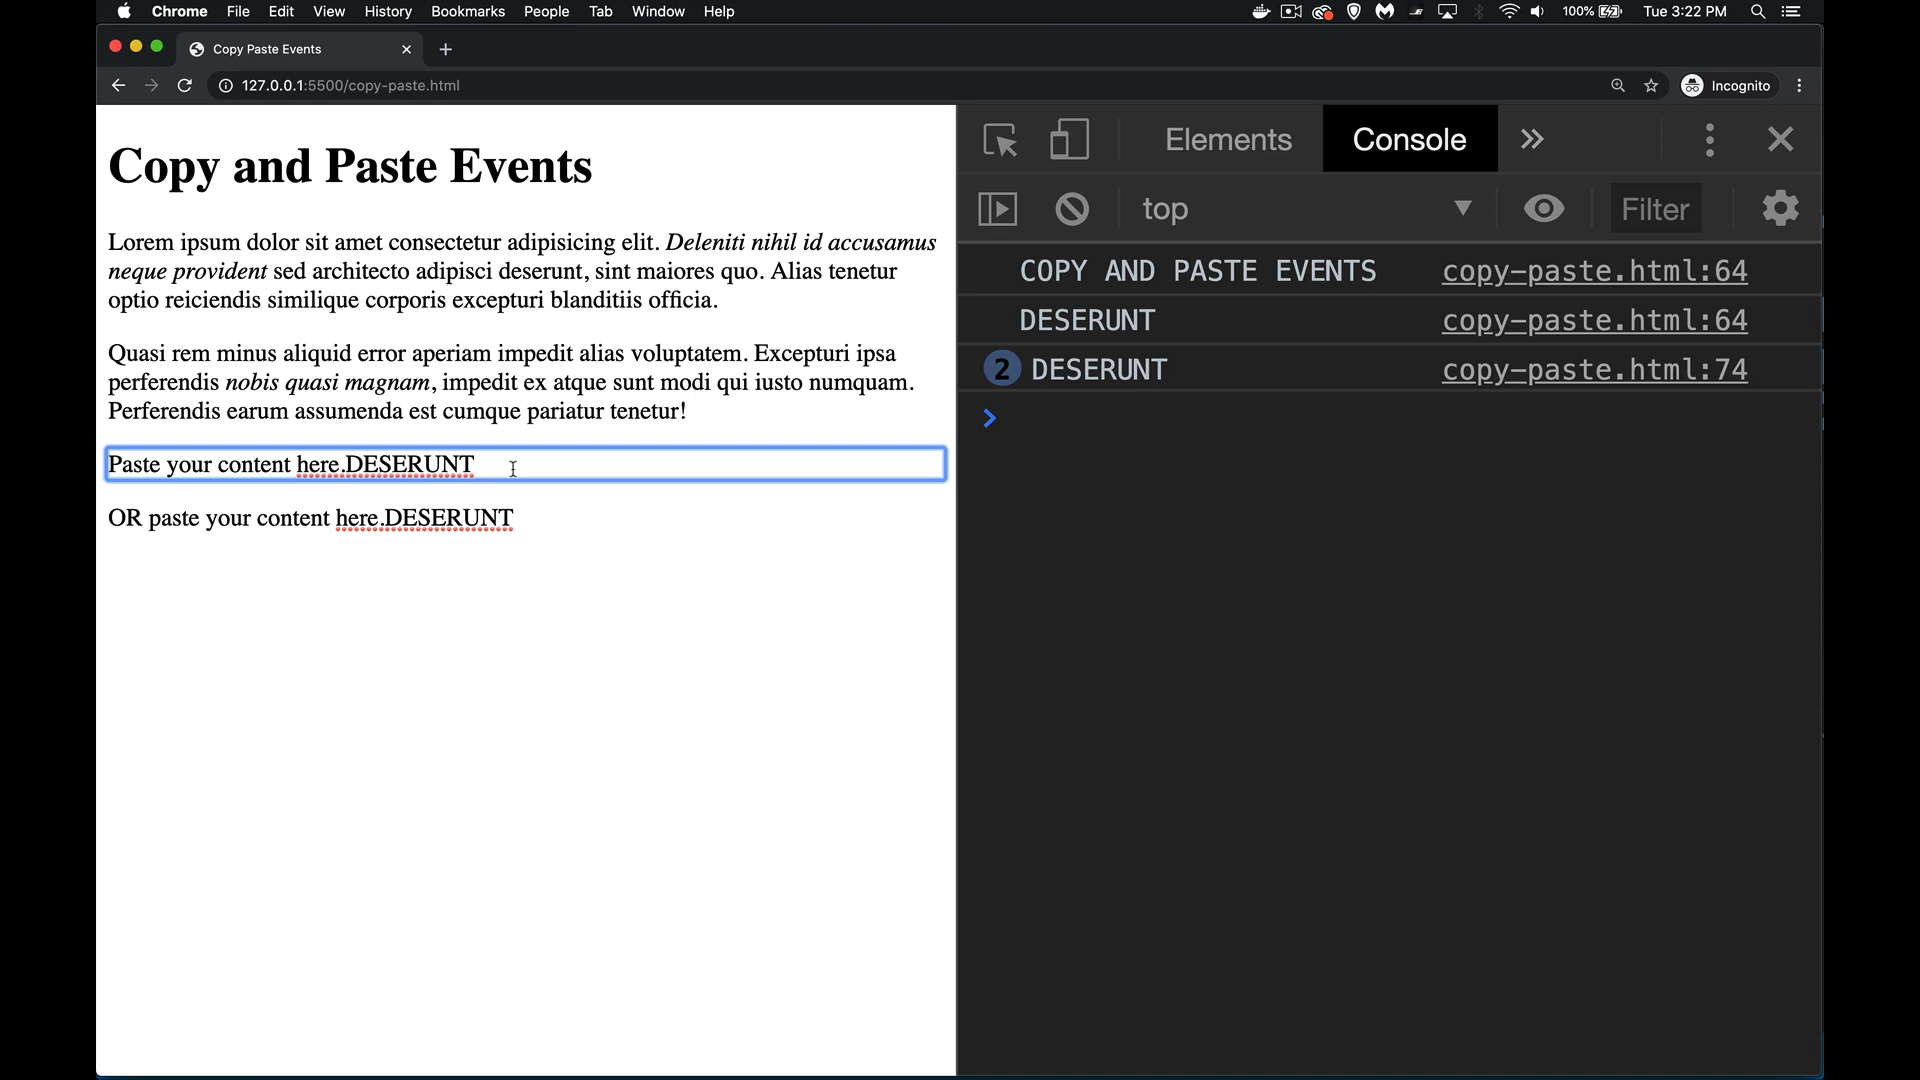 Chrome File Edit View History Bookmarks People Tab Window Help 100% Tue 3:22 PM
Copy Paste Events
127.0.0.1:5500/copy-paste.html Incognito
Copy and Paste Events
Lorem ipsum dolor sit amet consectetur adipisicing elit. Deleniti nihil id accusamus
neque provident sed architecto adipisci deserunt, sint maiores quo. Alias tenetur
optio reiciendis similique corporis excepturi blanditiis officia.
Quasi rem minus aliquid error aperiam impedit alias voluptatem. Excepturi ipsa
perferendis nobis quasi magnam, impedit ex atque sunt modi qui iusto numquam.
Perferendis earum assumenda est cumque pariatur tenetur!
Paste your content here.DESERUNT
OR paste your content here.DESERUNT
Elements Console
top Filter
COPY AND PASTE EVENTS copy-paste.html:64
DESERUNT copy-paste.html:64
2 DESERUNT copy-paste.html:74